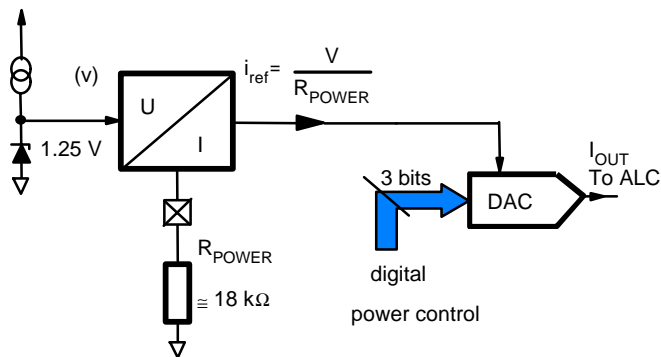 (v)
i_ref = V / R_POWER
U
I
1.25 V
3 bits
I_OUT
To ALC
DAC
R_POWER
≅ 18 kΩ
digital
power control